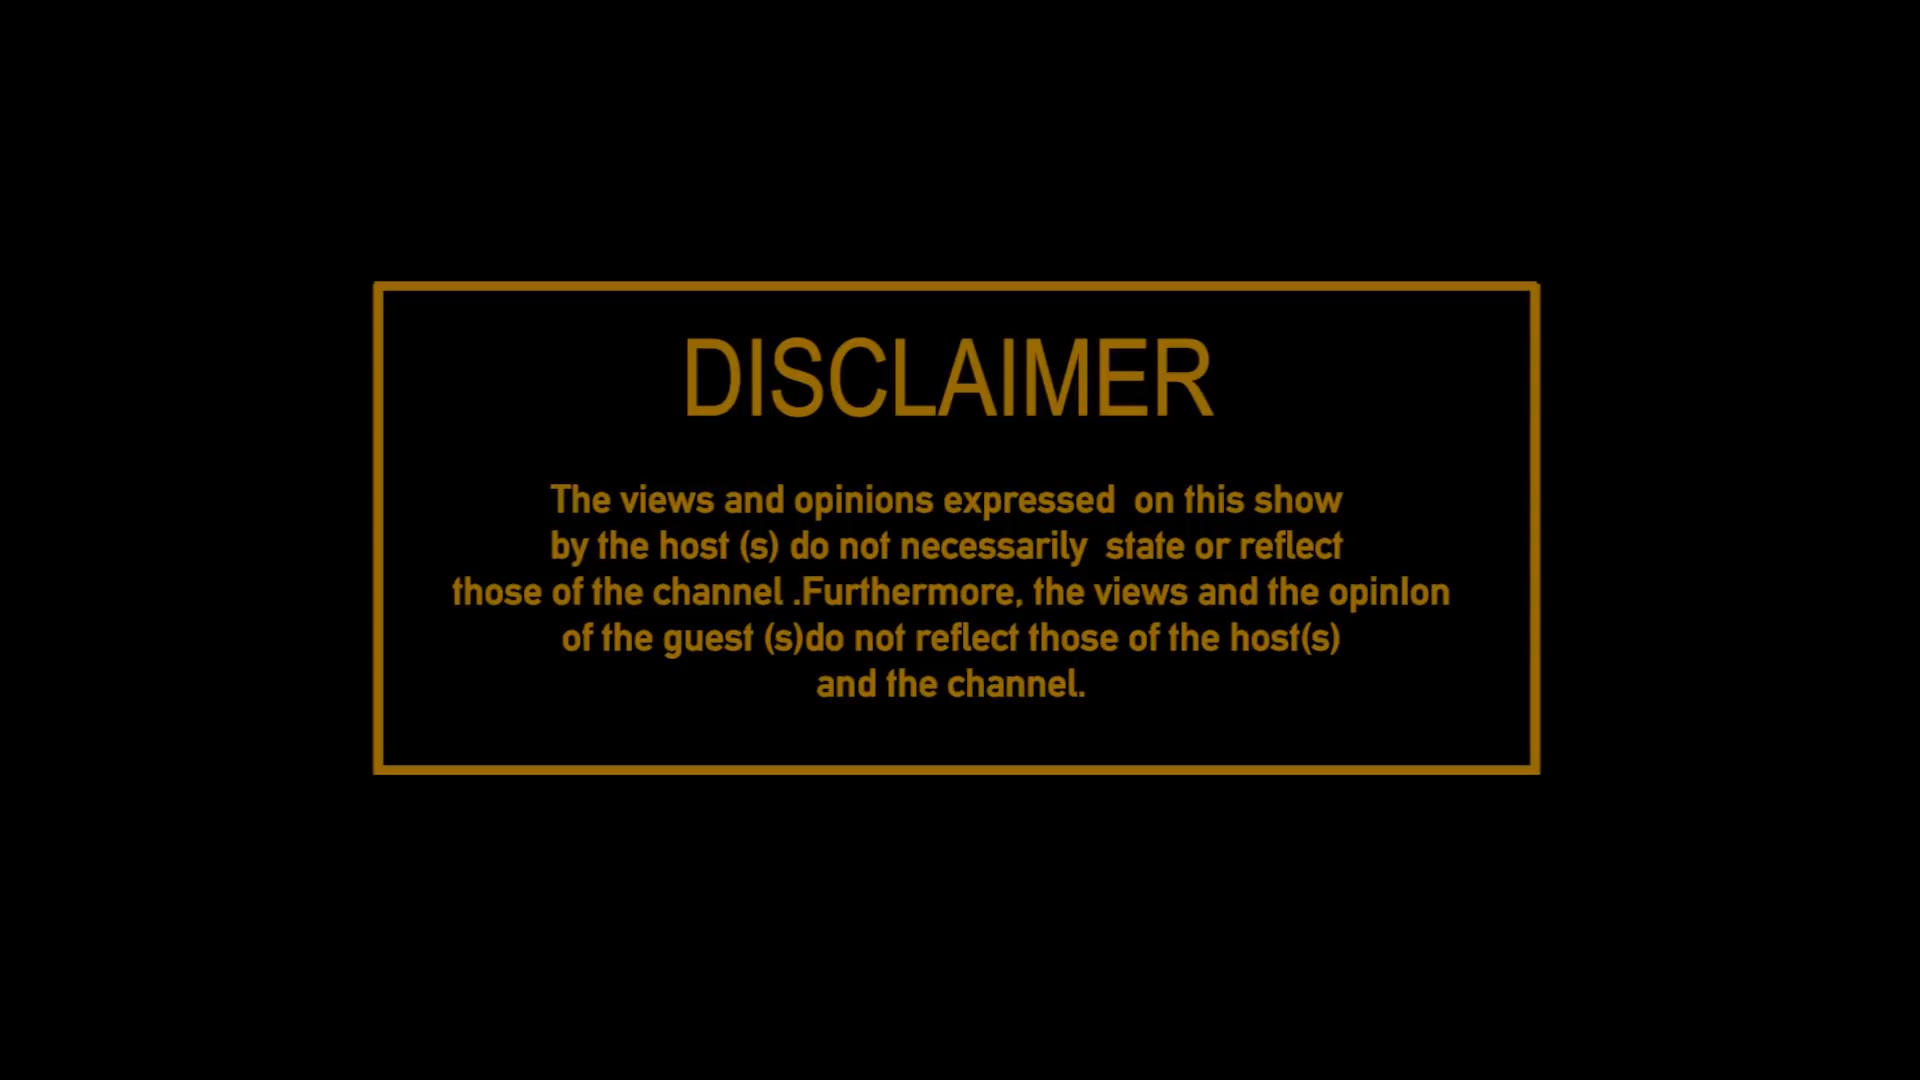 DISCLAIMER
The views and opinions expressed  on this show
by the host (s) do not necessarily  state or reflect
those of the channel .Furthermore, the views and the opinIon
of the guest (s)do not reflect those of the host(s)
and the channel.